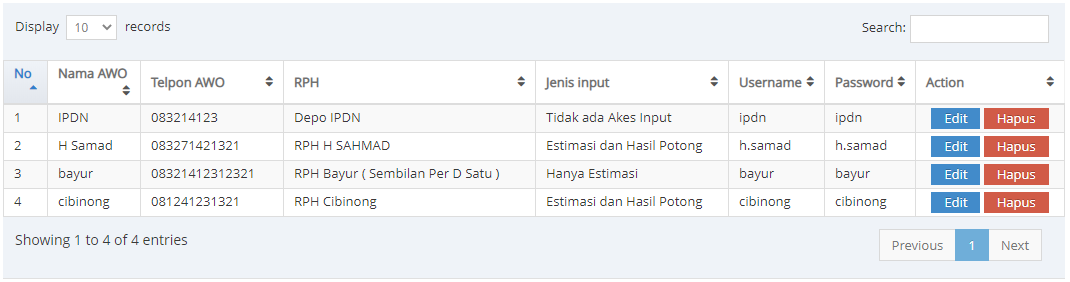 Display 10 records Search:
No Nama AWO Telpon AWO RPH Jenis input Username Password Action
1 IPDN 083214123 Depo IPDN Tidak ada Akes Input ipdn ipdn Edit Hapus
2 H Samad 083271421321 RPH H SAHMAD Estimasi dan Hasil Potong h.samad h.samad Edit Hapus
3 bayur 08321412312321 RPH Bayur ( Sembilan Per D Satu ) Hanya Estimasi bayur bayur Edit Hapus
4 cibinong 081241231321 RPH Cibinong Estimasi dan Hasil Potong cibinong cibinong Edit Hapus
Showing 1 to 4 of 4 entries Previous 1 Next